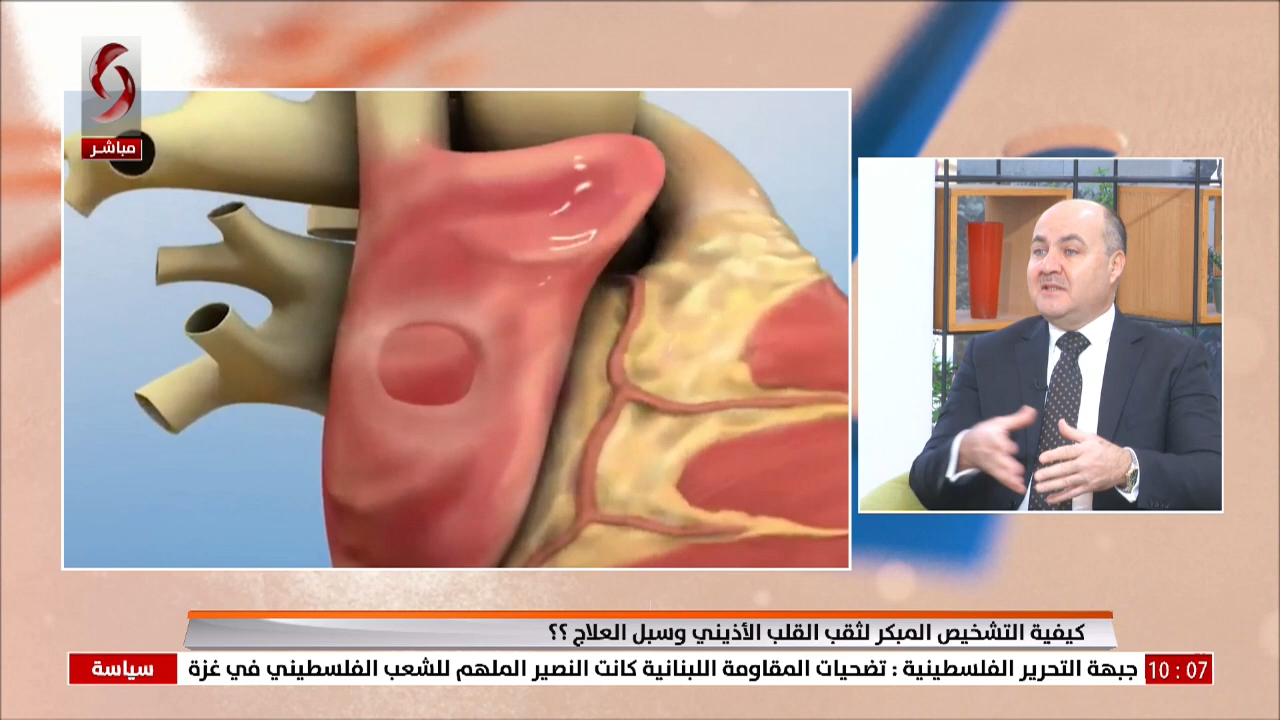 مباشر
كيفية التشخيص المبكر لثقب القلب الأذيني وسبل العلاج ؟؟
10 : 07 جبهة التحرير الفلسطينية : تضحيات المقاومة اللبنانية كانت النصير الملهم للشعب الفلسطيني في غزة سياسة